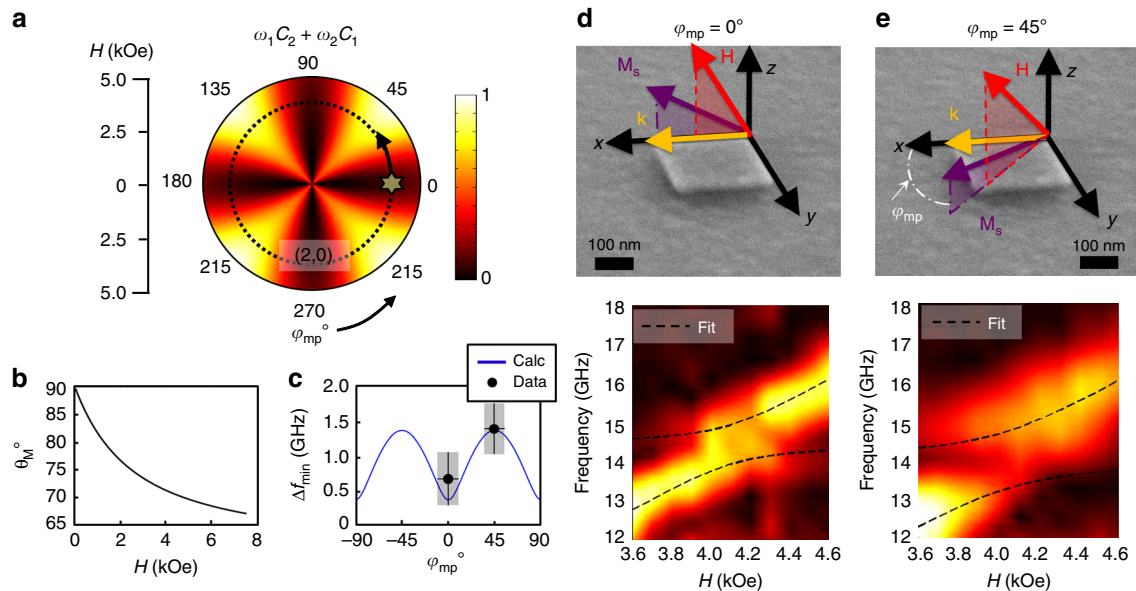 a
H (kOe)
ω1C2 + ω2C1
5.0
2.5
0
2.5
5.0
90
135
45
180
0
215
(2,0)
215
270
φmp°
1
0
b
90
85
80
75
70
65
θM°
0 2 4 6 8
H (kOe)
c
Calc
Data
2.0
1.5
1.0
0.5
0
Δfmin (GHz)
−90 −45 0 45 90
φmp°
d
φmp = 0°
H
Ms
z
k
x
y
100 nm
Fit
18
17
16
15
14
13
12
Frequency (GHz)
3.6 3.8 4.0 4.2 4.4 4.6
H (kOe)
e
φmp = 45°
H
z
k
x
φmp
Ms
y
100 nm
Fit
18
17
16
15
14
13
12
Frequency (GHz)
3.6 3.8 4.0 4.2 4.4 4.6
H (kOe)